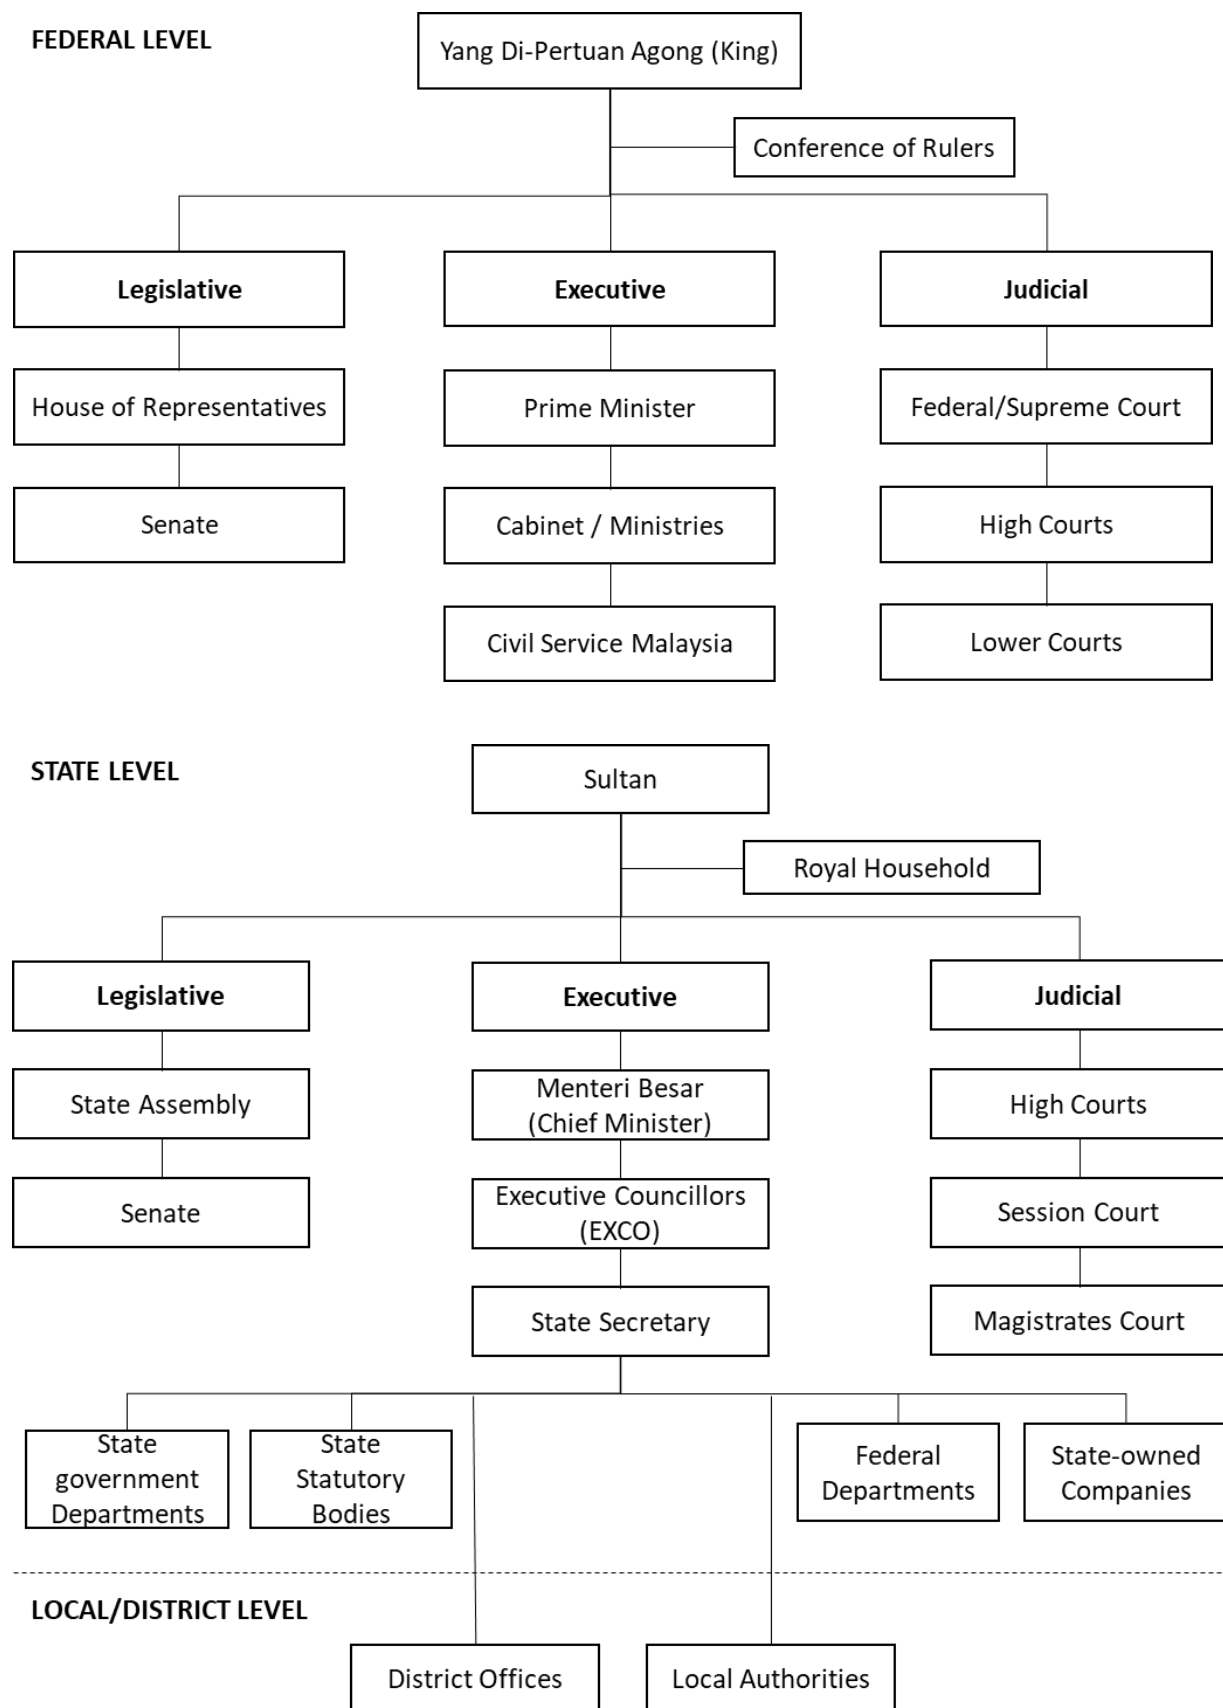 FEDERAL LEVEL
Yang Di-Pertuan Agong (King)
Conference of Rulers
Legislative
Executive
Judicial
House of Representatives
Prime Minister
Federal/Supreme Court
Senate
Cabinet / Ministries
High Courts
Civil Service Malaysia
Lower Courts
STATE LEVEL
Sultan
Royal Household
Legislative
Executive
Judicial
State Assembly
Menteri Besar
(Chief Minister)
High Courts
Senate
Executive Councillors
(EXCO)
Session Court
State Secretary
Magistrates Court
State
government
Departments
State
Statutory
Bodies
Federal
Departments
State-owned
Companies
LOCAL/DISTRICT LEVEL
District Offices
Local Authorities